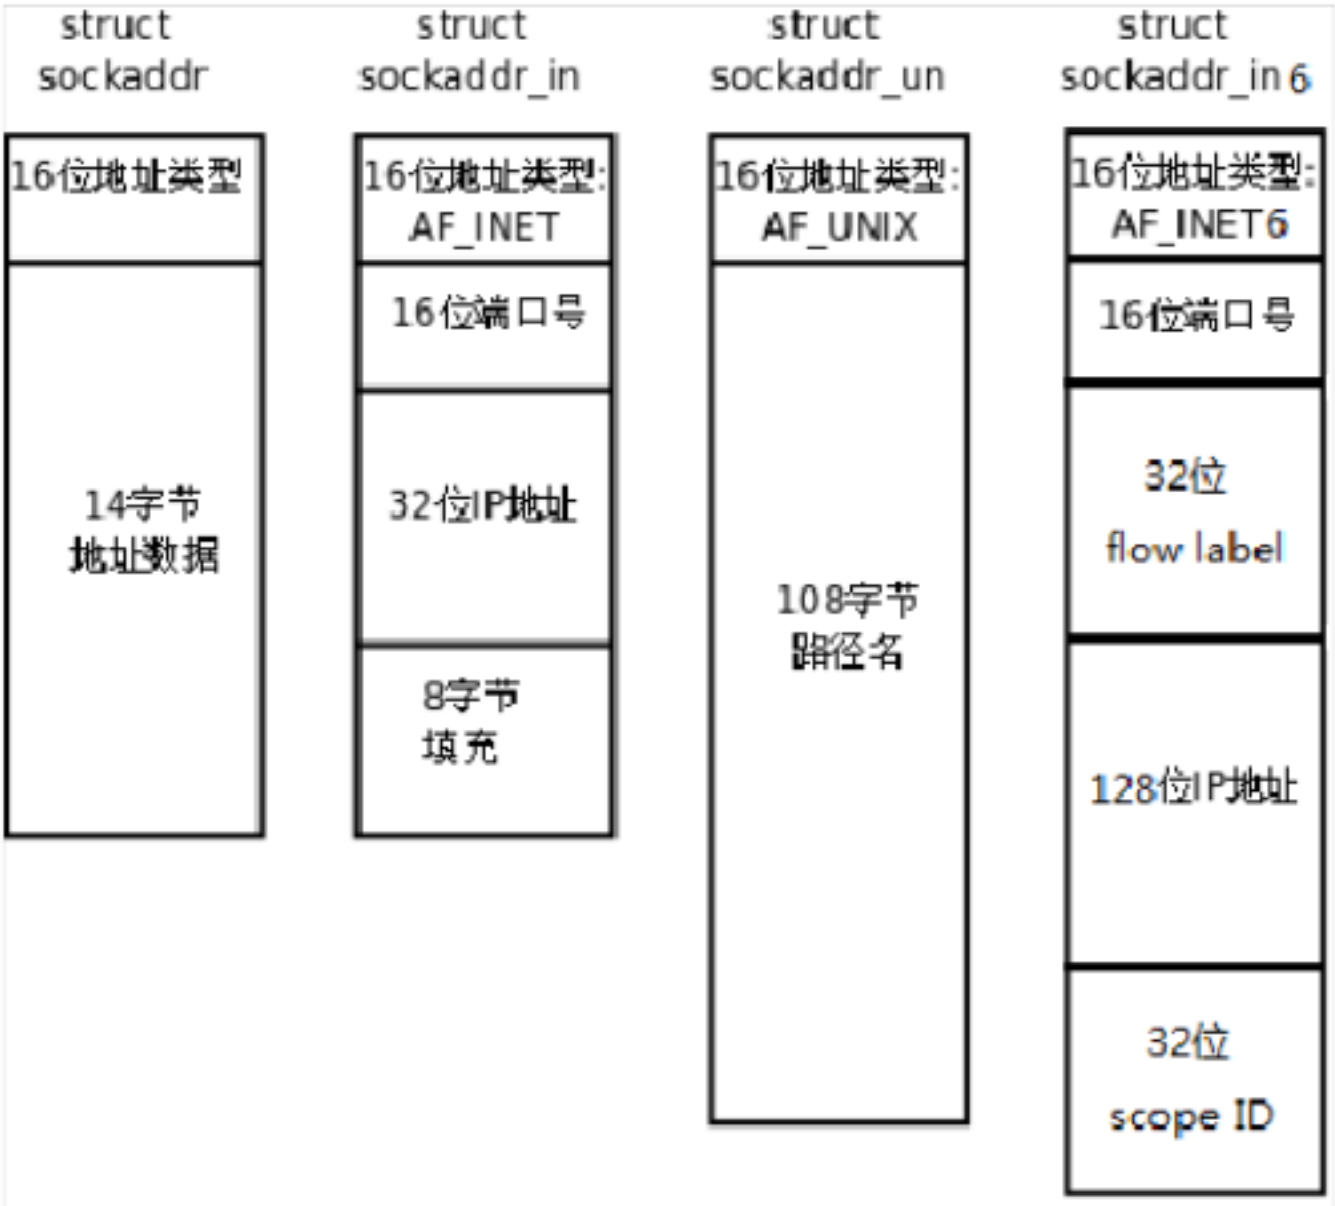 struct
sockaddr
16位地址类型
14字节
地址数据
struct
sockaddr_in
16位地址类型:
AF_INET
16位端口号
32位IP地址
8字节
填充
struct
sockaddr_un
16位地址类型:
AF_UNIX
108字节
路径名
struct
sockaddr_in6
16位地址类型:
AF_INET6
16位端口号
32位
flow label
128位IP地址
32位
scope ID